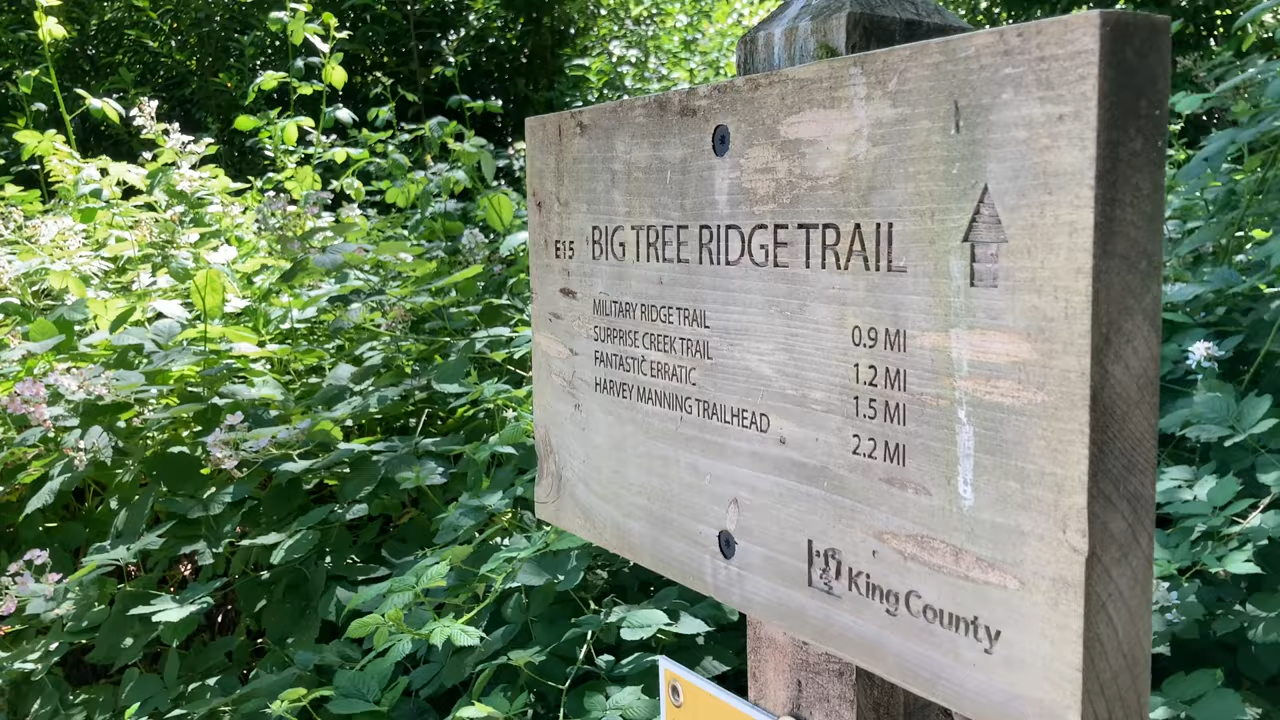 E15 BIG TREE RIDGE TRAIL
MILITARY RIDGE TRAIL 0.9 MI
SURPRISE CREEK TRAIL 1.2 MI
FANTASTIC ERRATIC 1.5 MI
HARVEY MANNING TRAILHEAD 2.2 MI
King County